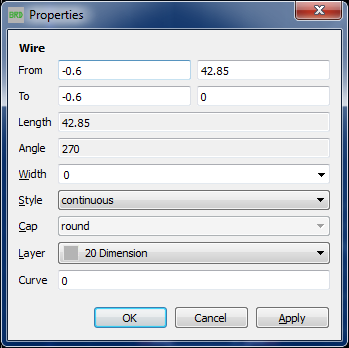 BRD Properties
Wire
From -0.6 42.85
To -0.6 0
Length 42.85
Angle 270
Width 0
Style continuous
Cap round
Layer 20 Dimension
Curve 0
OK Cancel Apply